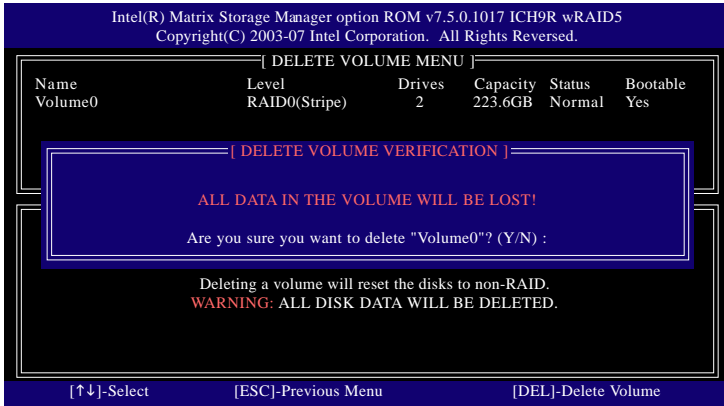 Intel(R) Matrix Storage Manager option ROM v7.5.0.1017 ICH9R wRAID5
Copyright(C) 2003-07 Intel Corporation. All Rights Reversed.
[ DELETE VOLUME MENU ]
Name Level Drives Capacity Status Bootable
Volume0 RAID0(Stripe) 2 223.6GB Normal Yes
[ DELETE VOLUME VERIFICATION ]
ALL DATA IN THE VOLUME WILL BE LOST!
Are you sure you want to delete "Volume0"? (Y/N) :
Deleting a volume will reset the disks to non-RAID.
WARNING: ALL DISK DATA WILL BE DELETED.
[↑↓]-Select [ESC]-Previous Menu [DEL]-Delete Volume